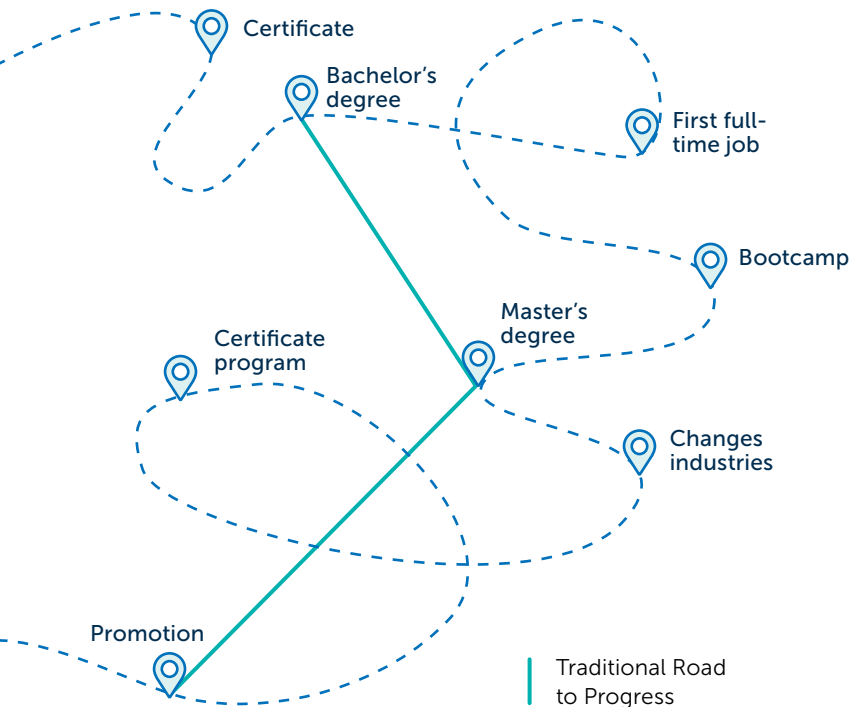 Certificate
Bachelor's
degree
First full-
time job
Bootcamp
Master's
degree
Certificate
program
Changes
industries
Promotion
Traditional Road
to Progress